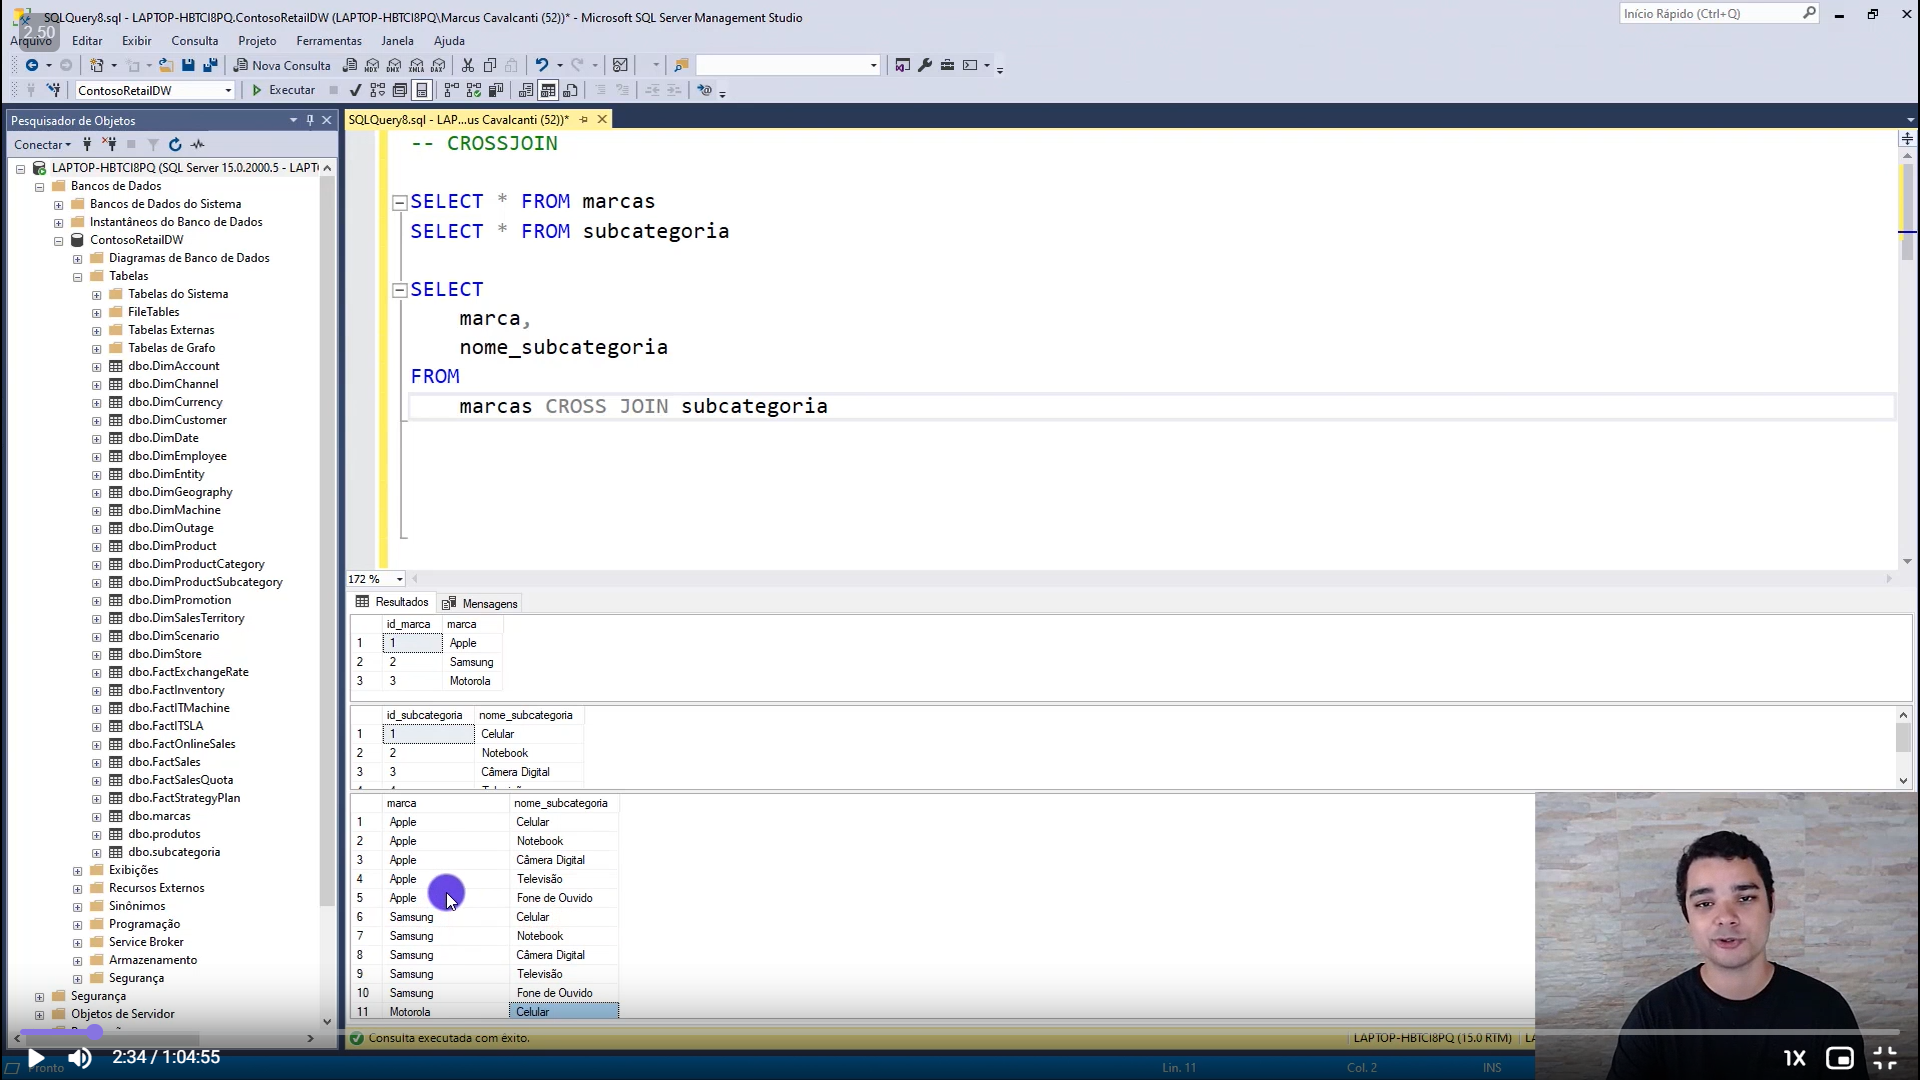 SQLQuery8.sql - LAPTOP-HBTCI8PQ.ContosoRetailDW (LAPTOP-HBTCI8PQ\Marcus Cavalcanti (52))* - Microsoft SQL Server Management Studio
Início Rápido (Ctrl+Q)
2.50
Arquivo Editar Exibir Consulta Projeto Ferramentas Janela Ajuda
Nova Consulta
ContosoRetailDW
Executar
Pesquisador de Objetos
SQLQuery8.sql - LAP...us Cavalcanti (52))*
Conectar
LAPTOP-HBTCI8PQ (SQL Server 15.0.2000.5 - LAPTI
Bancos de Dados
Bancos de Dados do Sistema
Instantâneos do Banco de Dados
ContosoRetailDW
Diagramas de Banco de Dados
Tabelas
Tabelas do Sistema
FileTables
Tabelas Externas
Tabelas de Grafo
dbo.DimAccount
dbo.DimChannel
dbo.DimCurrency
dbo.DimCustomer
dbo.DimDate
dbo.DimEmployee
dbo.DimEntity
dbo.DimGeography
dbo.DimMachine
dbo.DimOutage
dbo.DimProduct
dbo.DimProductCategory
dbo.DimProductSubcategory
dbo.DimPromotion
dbo.DimSalesTerritory
dbo.DimScenario
dbo.DimStore
dbo.FactExchangeRate
dbo.FactInventory
dbo.FactITMachine
dbo.FactITSLA
dbo.FactOnlineSales
dbo.FactSales
dbo.FactSalesQuota
dbo.FactStrategyPlan
dbo.marcas
dbo.produtos
dbo.subcategoria
Exibições
Recursos Externos
Sinônimos
Programação
Service Broker
Armazenamento
Segurança
Segurança
Objetos de Servidor
-- CROSSJOIN
SELECT * FROM marcas
SELECT * FROM subcategoria
SELECT
marca,
nome_subcategoria
FROM
marcas CROSS JOIN subcategoria
172 %
Resultados Mensagens
id_marca marca
1 1 Apple
2 2 Samsung
3 3 Motorola
id_subcategoria nome_subcategoria
1 1 Celular
2 2 Notebook
3 3 Câmera Digital
marca nome_subcategoria
1 Apple Celular
2 Apple Notebook
3 Apple Câmera Digital
4 Apple Televisão
5 Apple Fone de Ouvido
6 Samsung Celular
7 Samsung Notebook
8 Samsung Câmera Digital
9 Samsung Televisão
10 Samsung Fone de Ouvido
11 Motorola Celular
Consulta executada com êxito.
LAPTOP-HBTCI8PQ (15.0 RTM)
2:34 / 1:04:55
1X
Pronto
Lin. 11
Col. 2
INS